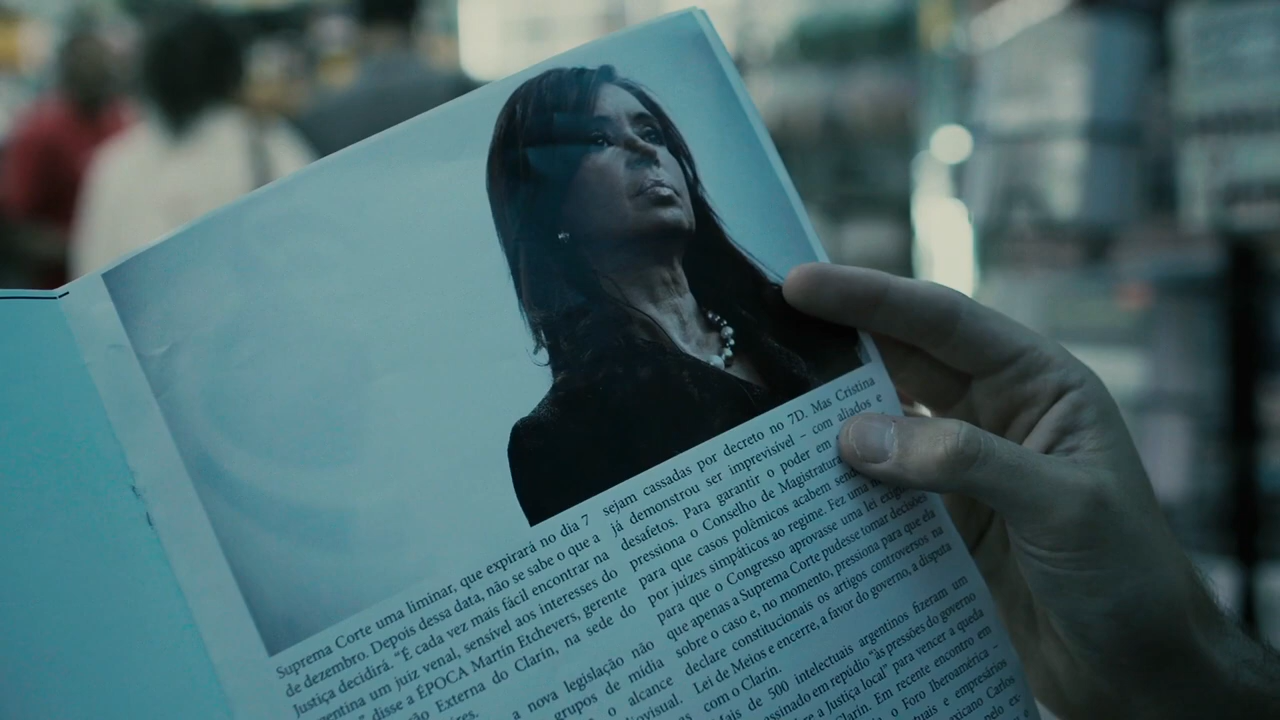 Suprema Corte uma liminar, que expirará no dia 7
de dezembro. Depois dessa data, não se sabe o que a
Justiça decidirá. “É cada vez mais fácil encontrar na
entina um juiz venal, sensível aos interesses do
” disse a ÉPOCA Martín Etchevers, gerente
ão Externa do Clarín, na sede do
ires.
a nova legislação não
grupos de mídia
o alcance
diovisual.
sejam cassadas por decreto no 7D. Mas Cristina
já demonstrou ser imprevisível – com aliados e
desafetos. Para garantir o poder em
pressiona o Conselho de Magistratura
para que casos polêmicos acabem sendo
por juízes simpáticos ao regime. Fez uma
para que o Congresso aprovasse uma lei
que apenas a Suprema Corte pudesse tomar decisões
sobre o caso e, no momento, pressiona para que ela
declare constitucionais os artigos controversos na
Lei de Meios e encerre, a favor do governo, a disputa
com o Clarín.
Mais de 500 intelectuais argentinos fizeram um
assinado em repúdio “às pressões do governo
e a Justiça local” para vencer a queda
Clarín. Em recente encontro em
o Foro Iberoamérica –
ctuais e empresários
exicano Carlos